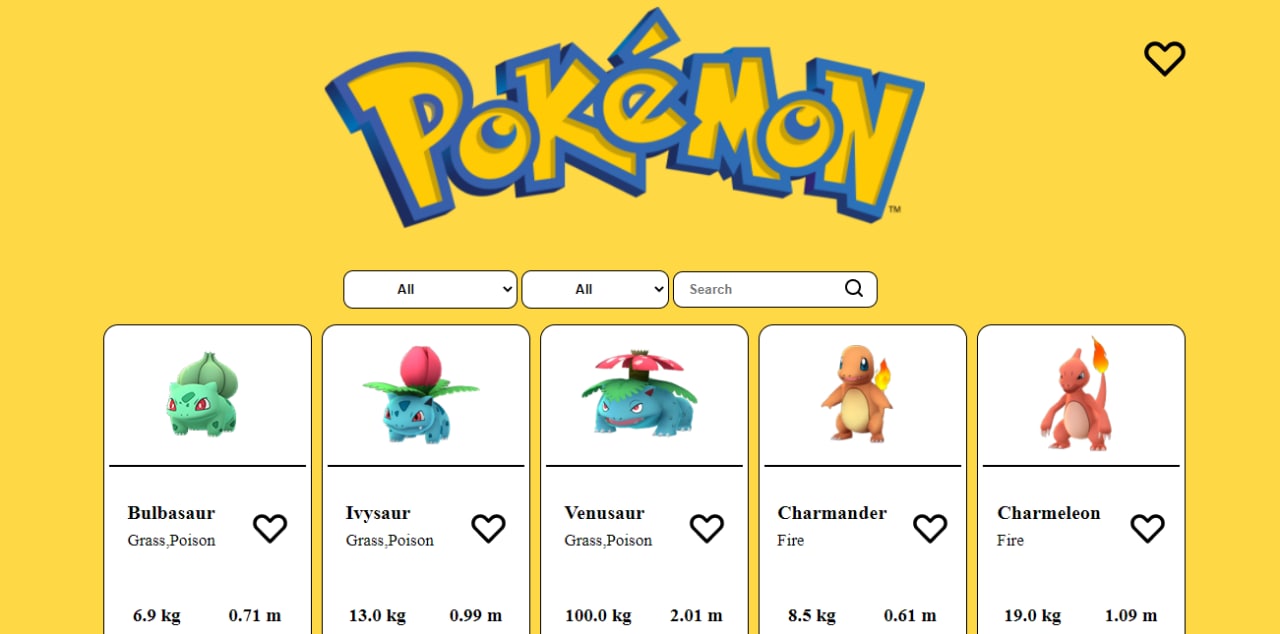 POKéMON
TM
All All Search
Bulbasaur Ivysaur Venusaur Charmander Charmeleon
Grass,Poison Grass,Poison Grass,Poison Fire Fire
6.9 kg 0.71 m 13.0 kg 0.99 m 100.0 kg 2.01 m 8.5 kg 0.61 m 19.0 kg 1.09 m